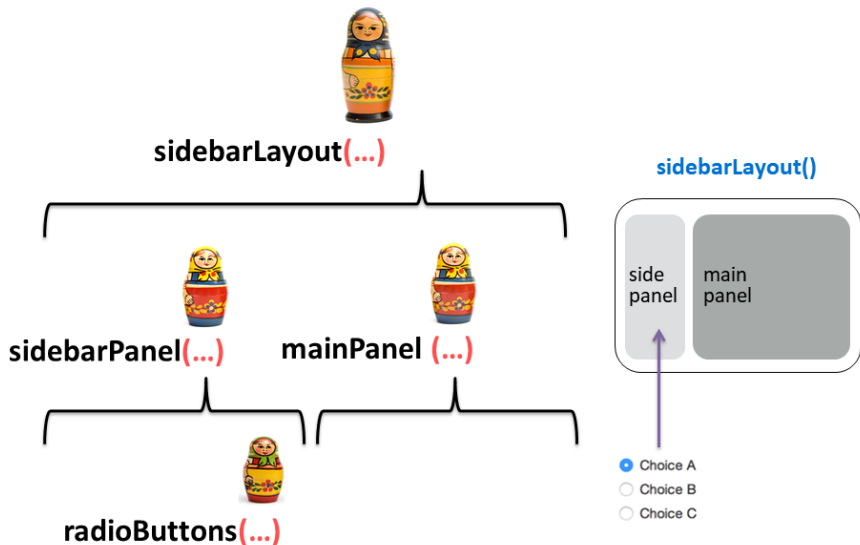 sidebarLayout(...)
sidebarLayout()
side
panel
main
panel
sidebarPanel(...)
mainPanel (...)
Choice A
Choice B
Choice C
radioButtons(...)